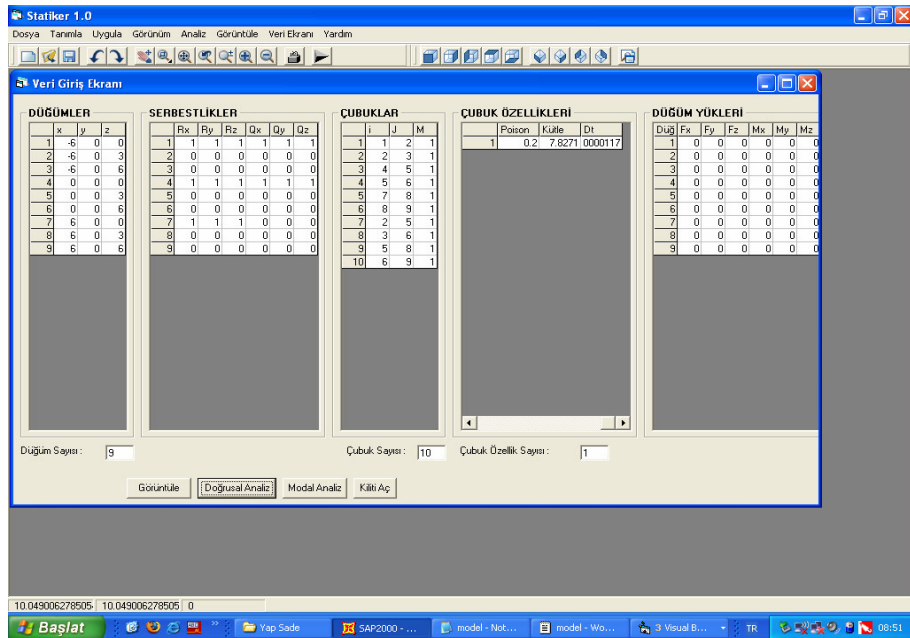 Statiker 1.0
Dosya Tanımla Uygula Görünüm Analiz Görüntüle Veri Ekranı Yardım
Veri Giriş Ekranı
DÜĞÜMLER
x y z
1 -6 0 0
2 -6 0 3
3 -6 0 6
4 0 0 0
5 0 0 3
6 0 0 6
7 6 0 0
8 6 0 3
9 6 0 6
SERBESTLİKLER
Rx Ry Rz Qx Qy Qz
1 1 1 1 1 1 1
2 0 0 0 0 0 0
3 0 0 0 0 0 0
4 1 1 1 1 1 1
5 0 0 0 0 0 0
6 0 0 0 0 0 0
7 1 1 1 0 0 0
8 0 0 0 0 0 0
9 0 0 0 0 0 0
ÇUBUKLAR
i J M
1 1 2 1
2 2 3 1
3 4 5 1
4 5 6 1
5 7 8 1
6 8 9 1
7 2 5 1
8 3 6 1
9 5 8 1
10 6 9 1
ÇUBUK ÖZELLİKLERİ
Poison Kütle Dt
1 0.2 7.8271 0000117
DÜĞÜM YÜKLERİ
Düğ Fx Fy Fz Mx My Mz
1 0 0 0 0 0 0
2 0 0 0 0 0 0
3 0 0 0 0 0 0
4 0 0 0 0 0 0
5 0 0 0 0 0 0
6 0 0 0 0 0 0
7 0 0 0 0 0 0
8 0 0 0 0 0 0
9 0 0 0 0 0 0
Düğüm Sayısı : 9
Çubuk Sayısı : 10
Çubuk Özellik Sayısı : 1
Görüntüle Doğrusal Analiz Modal Analiz Kiliti Aç
10.049006278505 10.049006278505 0
Başlat Yap Sade SAP2000 - ... model - Not... model - Wo... 3 Visual B... TR 08:51